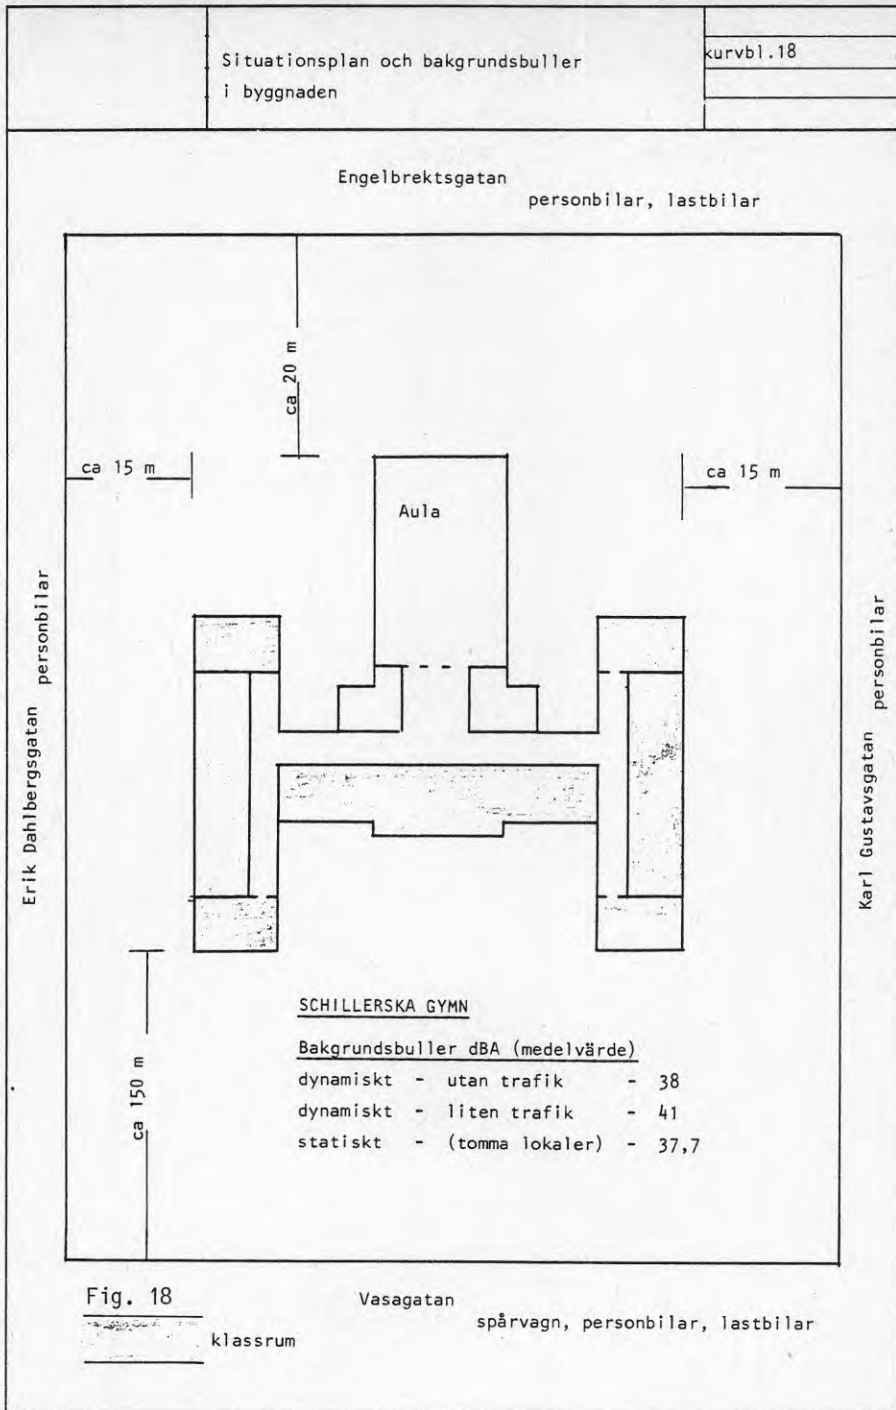 Situationsplan och bakgrundsbuller
i byggnaden
kurvbl.18
Engelbrektsgatan
personbilar, lastbilar
ca 20 m
ca 15 m
ca 15 m
Aula
Erik Dahlbergsgatan personbilar
Karl Gustavsgatan personbilar
ca 150 m
SCHILLERSKA GYMN
Bakgrundsbuller dBA (medelvärde)
dynamiskt - utan trafik - 38
dynamiskt - liten trafik - 41
statiskt - (tomma lokaler) - 37,7
Fig. 18
klassrum
Vasagatan
spårvagn, personbilar, lastbilar